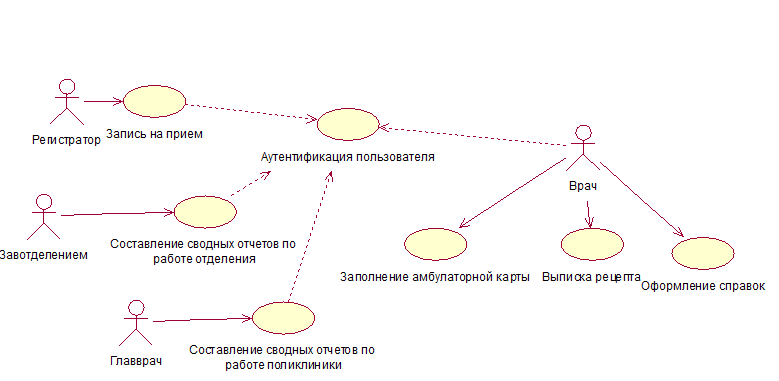 Регистратор
Запись на прием
Аутентификация пользователя
Врач
Завотделением
Составление сводных отчетов по
работе отделения
Заполнение амбулаторной карты
Выписка рецепта
Оформление справок
Главврач
Составление сводных отчетов по
работе поликлиники